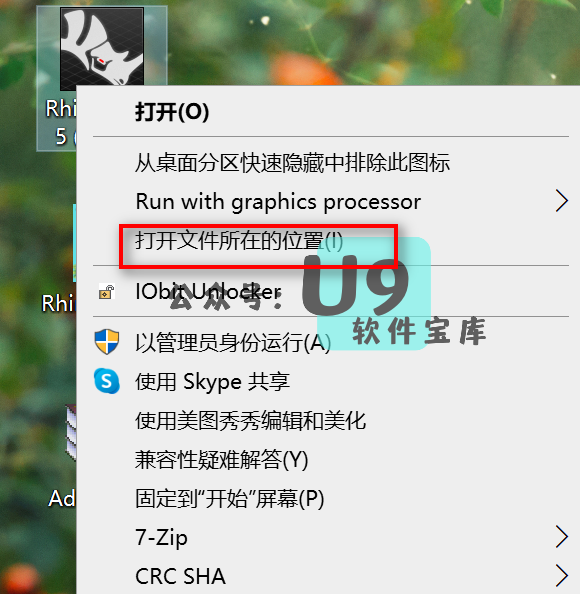 Rhi
5 (
打开(O)
从桌面分区快速隐藏中排除此图标
Run with graphics processor
打开文件所在的位置(I)
IObit Unlocker
公众号:U9
软件宝库
Rhi
以管理员身份运行(A)
使用 Skype 共享
使用美图秀秀编辑和美化
兼容性疑难解答(Y)
Ad
固定到“开始”屏幕(P)
7-Zip
CRC SHA